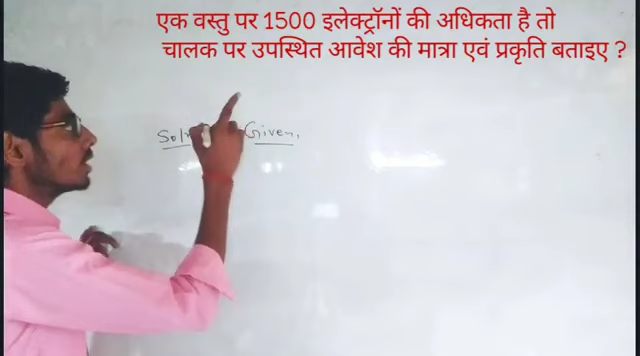 एक वस्तु पर 1500 इलेक्ट्रॉनों की अधिकता है तो
चालक पर उपस्थित आवेश की मात्रा एवं प्रकृति बताइए ?
Given,